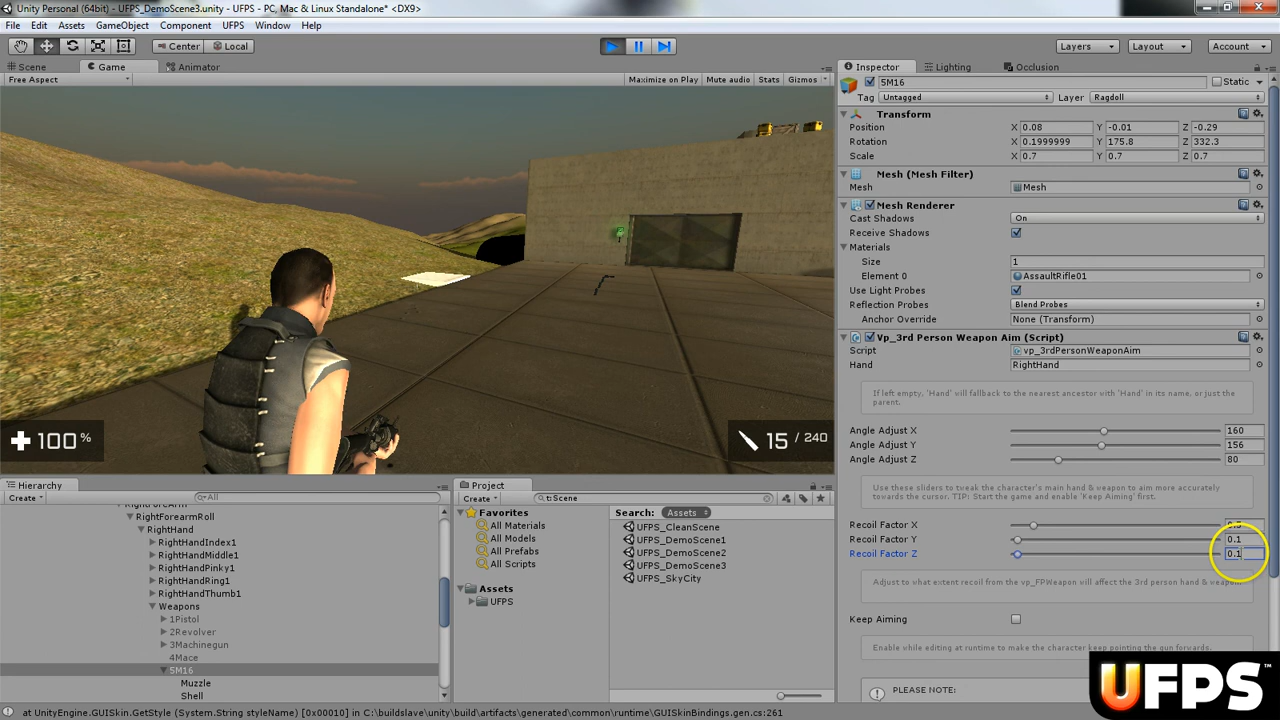 Unity Personal (64bit) - UFPS_DemoScene3.unity - UFPS - PC, Mac & Linux Standalone* <DX9>
File Edit Assets GameObject Component UFPS Window Help
Center Local Layers Layout Account
Scene Game Animator
Free Aspect Maximize on Play Mute audio Stats Gizmos
100 %
15 / 240
Inspector Lighting Occlusion
5M16 Static
Tag Untagged Layer Ragdoll
Transform
Position X 0.08 Y -0.01 Z -0.29
Rotation X 0.1999999 Y 175.8 Z 332.3
Scale X 0.7 Y 0.7 Z 0.7
Mesh (Mesh Filter)
Mesh Mesh
Mesh Renderer
Cast Shadows On
Receive Shadows
Materials
Size 1
Element 0 AssaultRifle01
Use Light Probes
Reflection Probes Blend Probes
Anchor Override None (Transform)
Vp_3rd Person Weapon Aim (Script)
Script vp_3rdPersonWeaponAim
Hand RightHand
If left empty, 'Hand' will fallback to the nearest ancestor with 'Hand' in its name, or just the
parent.
Angle Adjust X 160
Angle Adjust Y 156
Angle Adjust Z 80
Use these sliders to tweak the character's main hand & weapon to aim more accurately
towards the cursor. TIP: Start the game and enable 'Keep Aiming' first.
Recoil Factor X
Recoil Factor Y 0.1
Recoil Factor Z 0.1
Adjust to what extent recoil from the vp_FPWeapon will affect the 3rd person hand &
Keep Aiming
Enable while editing at runtime to make the character keep pointing the gun forwards.
PLEASE NOTE:
Hierarchy
Create All
RightForearmRoll
RightHand
RightHandIndex1
RightHandMiddle1
RightHandPinky1
RightHandRing1
RightHandThumb1
Weapons
1Pistol
2Revolver
3Machinegun
4Mace
5M16
Muzzle
Shell
Project
Create t:Scene
Favorites
All Materials
All Models
All Prefabs
All Scripts
Assets
UFPS
Search: Assets
UFPS_CleanScene
UFPS_DemoScene1
UFPS_DemoScene2
UFPS_DemoScene3
UFPS_SkyCity
at UnityEngine.GUISkin.GetStyle (System.String styleName) [0x00010] in C:\buildslave\unity\build\artifacts\generated\common\runtime\GUISkinBindings.gen.cs:261
UFPS™